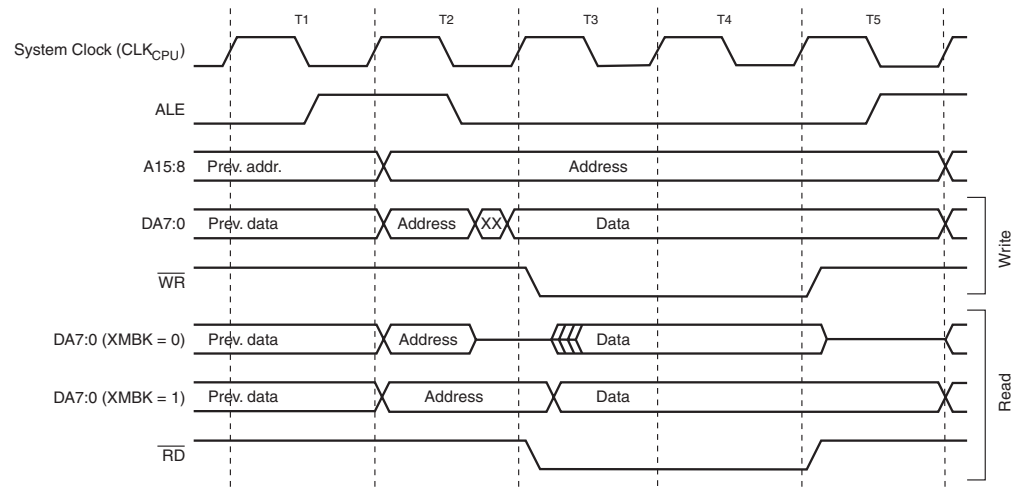 T1 T2 T3 T4 T5
System Clock (CLKCPU)
ALE
A15:8 Prev. addr. Address
DA7:0 Prev. data Address XX Data
WR
Write
DA7:0 (XMBK = 0) Prev. data Address Data
DA7:0 (XMBK = 1) Prev. data Address Data
RD
Read